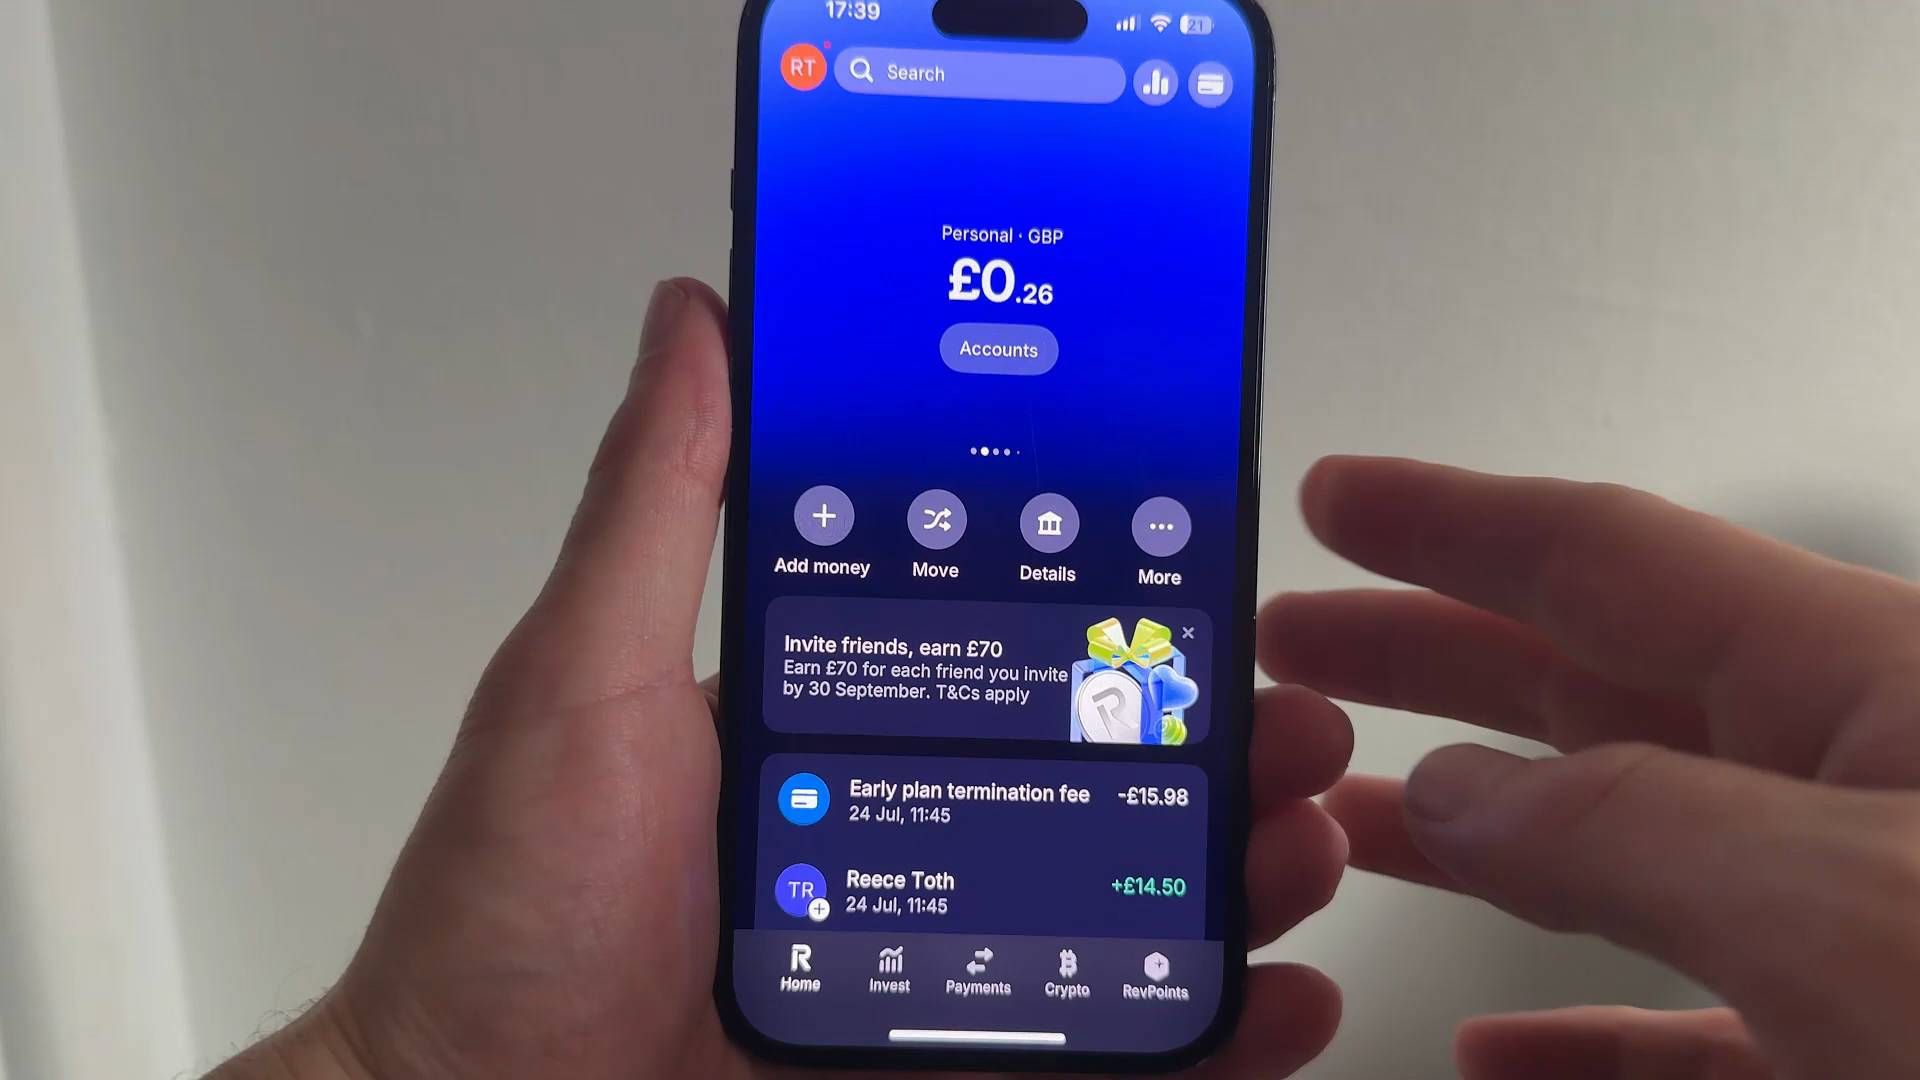 17:39
21
RT
Search
Personal · GBP
£0.26
Accounts
Add money
Move
Details
More
Invite friends, earn £70
Earn £70 for each friend you invite
by 30 September. T&Cs apply
R
Early plan termination fee
-£15.98
24 Jul, 11:45
TR
Reece Toth
+£14.50
24 Jul, 11:45
Home
Invest
Payments
Crypto
RevPoints